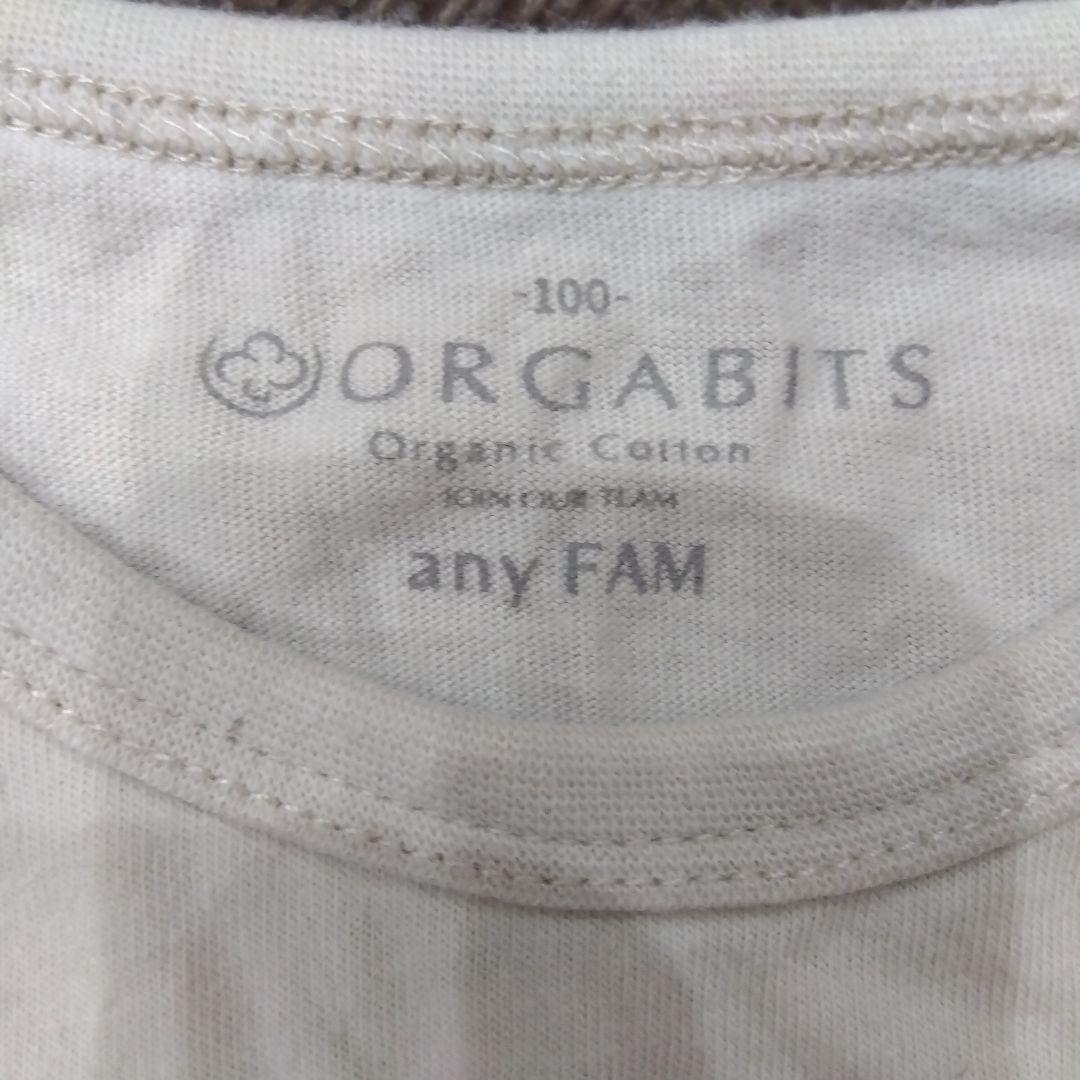 -100-
ORGABITS
Organic Cotton
JOIN OUR TEAM
any FAM